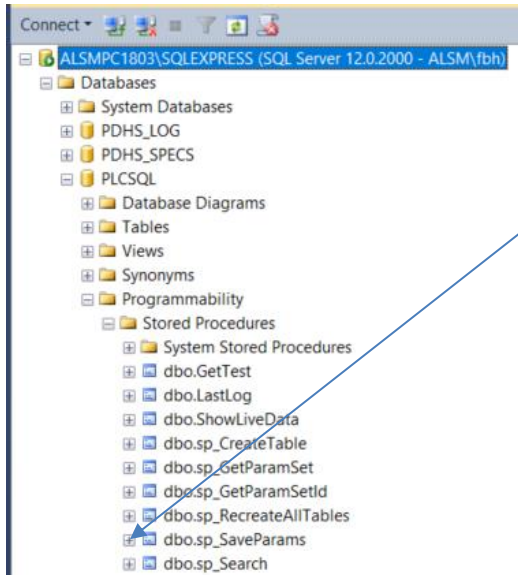 Connect
ALSMPC1803\SQLEXPRESS (SQL Server 12.0.2000 - ALSM\fbh)
Databases
System Databases
PDHS_LOG
PDHS_SPECS
PLCSQL
Database Diagrams
Tables
Views
Synonyms
Programmability
Stored Procedures
System Stored Procedures
dbo.GetTest
dbo.LastLog
dbo.ShowLiveData
dbo.sp_CreateTable
dbo.sp_GetParamSet
dbo.sp_GetParamSetId
dbo.sp_RecreateAllTables
dbo.sp_SaveParams
dbo.sp_Search